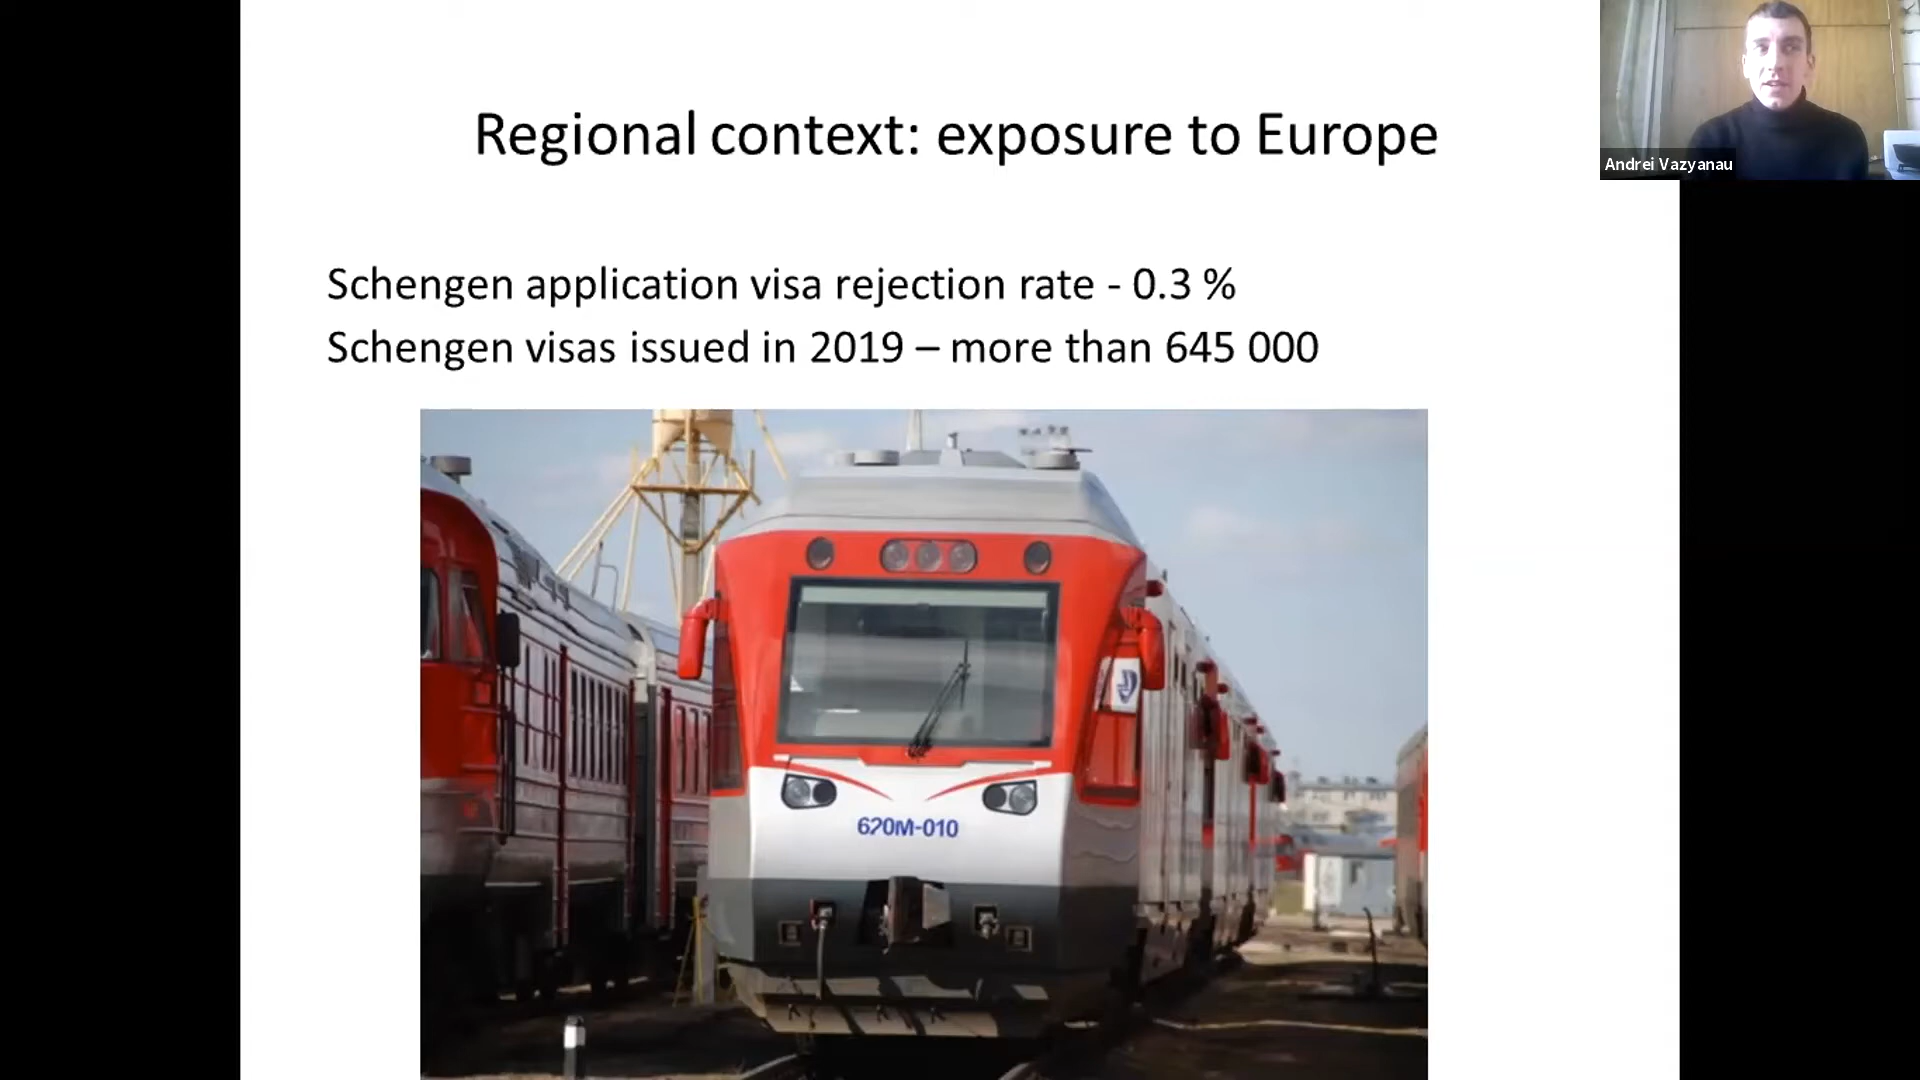 Regional context: exposure to Europe
Andrei Vazyanau
Schengen application visa rejection rate - 0.3 %
Schengen visas issued in 2019 – more than 645 000
620M-010